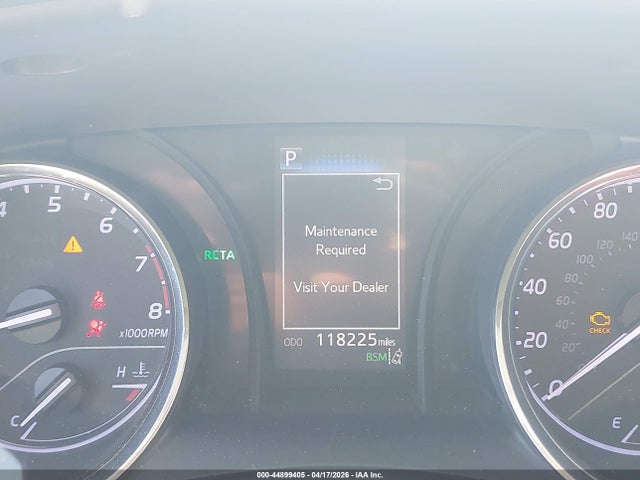 P
Maintenance
Required
Visit Your Dealer
ODO 118225 miles
BSM
RCTA
4 5 6 7 8
x1000RPM
H
C
80
60
40
20
0
140
120
100
80
60
40
20
CHECK
E
000-44899405 - 04/17/2026 - IAA Inc.